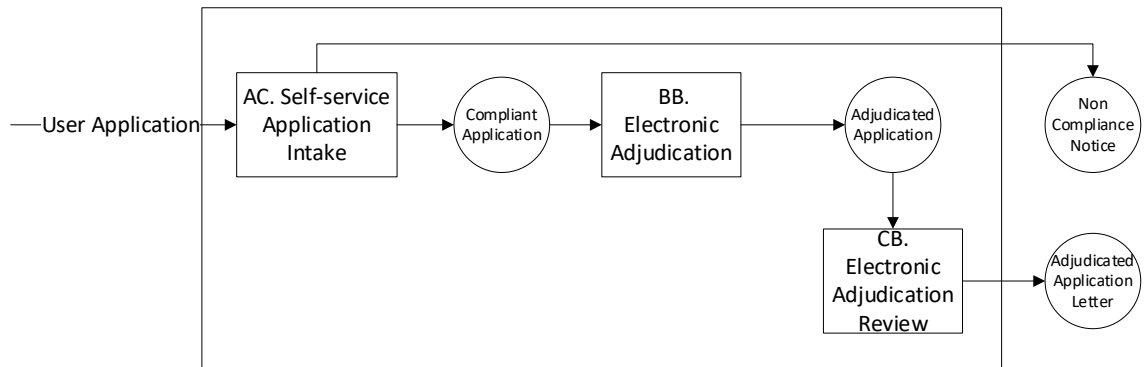 User Application
AC. Self-service
Application
Intake
Compliant
Application
BB.
Electronic
Adjudication
Adjudicated
Application
Non
Compliance
Notice
CB.
Electronic
Adjudication
Review
Adjudicated
Application
Letter